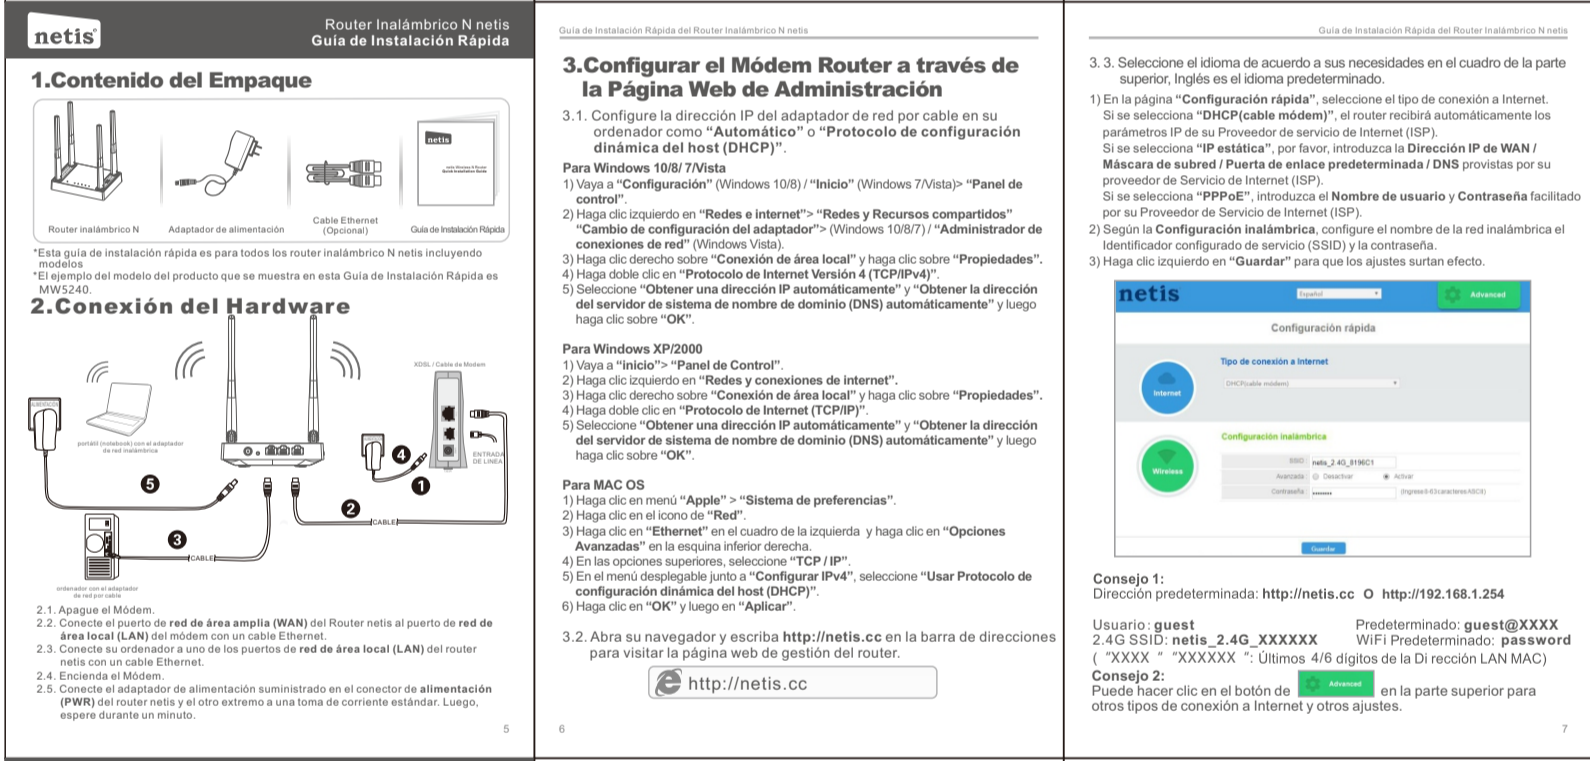 netis
Router Inalámbrico N netis
Guía de Instalación Rápida
1.Contenido del Empaque
netis
netis Wireless N Router
Quick Installation Guide
Router inalámbrico N
Adaptador de alimentación
Cable Ethernet
(Opcional)
Guía de Instalación Rápida
*Esta guía de instalación rápida es para todos los router inalámbrico N netis incluyendo
modelos
*El ejemplo del modelo del producto que se muestra en esta Guía de Instalación Rápida es
MW5240.
2.Conexión del Hardware
XDSL / Cable de Modem
ALIMENTACIÓN
portátil (notebook) con el adaptador
de red inalámbrica
ENTRADA
DE LINEA
4
1
5
2
CABLE
3
CABLE
ordenador con el adaptador
de red por cable
2.1. Apague el Módem.
2.2. Conecte el puerto de red de área amplia (WAN) del Router netis al puerto de red de
área local (LAN) del módem con un cable Ethernet.
2.3. Conecte su ordenador a uno de los puertos de red de área local (LAN) del router
netis con un cable Ethernet.
2.4. Encienda el Módem.
2.5. Conecte el adaptador de alimentación suministrado en el conector de alimentación
(PWR) del router netis y el otro extremo a una toma de corriente estándar. Luego,
espere durante un minuto.
5
Guía de Instalación Rápida del Router Inalámbrico N netis
3.Configurar el Módem Router a través de
la Página Web de Administración
3.1. Configure la dirección IP del adaptador de red por cable en su
ordenador como “Automático” o “Protocolo de configuración
dinámica del host (DHCP)”.
Para Windows 10/8/ 7/Vista
1) Vaya a “Configuración” (Windows 10/8) / “Inicio” (Windows 7/Vista)> “Panel de
control”.
2) Haga clic izquierdo en “Redes e internet”> “Redes y Recursos compartidos”
“Cambio de configuración del adaptador”> (Windows 10/8/7) / “Administrador de
conexiones de red” (Windows Vista).
3) Haga clic derecho sobre “Conexión de área local” y haga clic sobre “Propiedades”.
4) Haga doble clic en “Protocolo de Internet Versión 4 (TCP/IPv4)”.
5) Seleccione “Obtener una dirección IP automáticamente” y “Obtener la dirección
del servidor de sistema de nombre de dominio (DNS) automáticamente” y luego
haga clic sobre “OK”.
Para Windows XP/2000
1) Vaya a “inicio”> “Panel de Control”.
2) Haga clic izquierdo en “Redes y conexiones de internet”.
3) Haga clic derecho sobre “Conexión de área local” y haga clic sobre “Propiedades”.
4) Haga doble clic en “Protocolo de Internet (TCP/IP)”.
5) Seleccione “Obtener una dirección IP automáticamente” y “Obtener la dirección
del servidor de sistema de nombre de dominio (DNS) automáticamente” y luego
haga clic sobre “OK”.
Para MAC OS
1) Haga clic en menú “Apple” > “Sistema de preferencias”.
2) Haga clic en el icono de “Red”.
3) Haga clic en “Ethernet” en el cuadro de la izquierda y haga clic en “Opciones
Avanzadas” en la esquina inferior derecha.
4) En las opciones superiores, seleccione “TCP / IP”.
5) En el menú desplegable junto a “Configurar IPv4”, seleccione “Usar Protocolo de
configuración dinámica del host (DHCP)”.
6) Haga clic en “OK” y luego en “Aplicar”.
3.2. Abra su navegador y escriba http://netis.cc en la barra de direcciones
para visitar la página web de gestión del router.
http://netis.cc
6
Guía de Instalación Rápida del Router Inalámbrico N netis
3. 3. Seleccione el idioma de acuerdo a sus necesidades en el cuadro de la parte
superior, Inglés es el idioma predeterminado.
1) En la página “Configuración rápida”, seleccione el tipo de conexión a Internet.
Si se selecciona “DHCP(cable módem)”, el router recibirá automáticamente los
parámetros IP de su Proveedor de servicio de Internet (ISP).
Si se selecciona “IP estática”, por favor, introduzca la Dirección IP de WAN /
Máscara de subred / Puerta de enlace predeterminada / DNS provistas por su
proveedor de Servicio de Internet (ISP).
Si se selecciona “PPPoE”, introduzca el Nombre de usuario y Contraseña facilitado
por su Proveedor de Servicio de Internet (ISP).
2) Según la Configuración inalámbrica, configure el nombre de la red inalámbrica el
Identificador configurado de servicio (SSID) y la contraseña.
3) Haga clic izquierdo en “Guardar” para que los ajustes surtan efecto.
netis
Español
Advanced
Configuración rápida
Tipo de conexión a Internet
DHCP(cable módem)
Internet
Configuración inalámbrica
SSID : netis_2.4G_8196C1
Avanzada : Desactivar Activar
Wireless
Contraseña : •••••••• (Ingrese 8-63 caracteres ASCII)
Guardar
Consejo 1:
Dirección predeterminada: http://netis.cc O http://192.168.1.254
Usuario : guest Predeterminado: guest@XXXX
2.4G SSID: netis_2.4G_XXXXXX WiFi Predeterminado: password
( "XXXX " "XXXXXX ": Últimos 4/6 dígitos de la Di rección LAN MAC)
Consejo 2:
Puede hacer clic en el botón de Advanced en la parte superior para
otros tipos de conexión a Internet y otros ajustes.
7